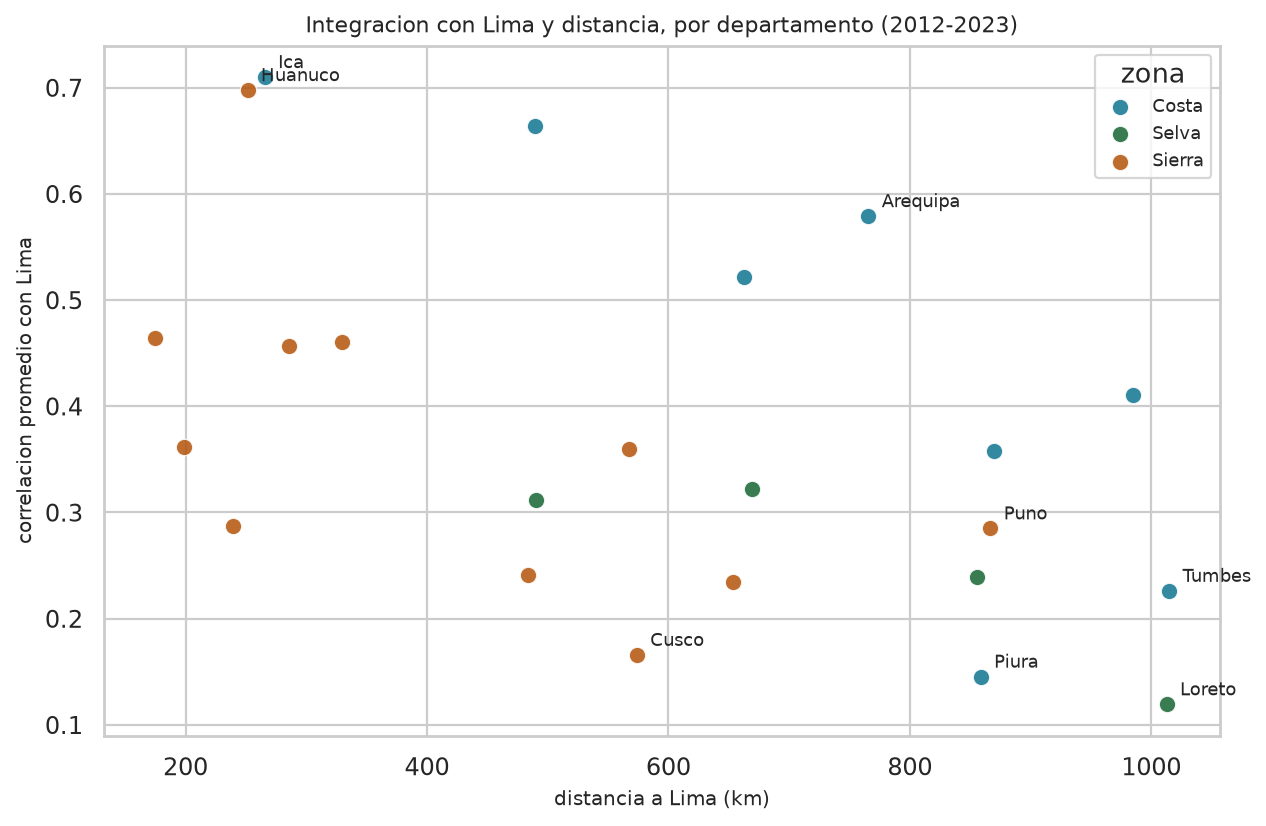 Integracion con Lima y distancia, por departamento (2012-2023)
Ica
Huanuco
zona
Costa
Selva
Sierra
Arequipa
Puno
Tumbes
Cusco
Piura
Loreto
0.7
0.6
0.5
0.4
0.3
0.2
0.1
correlacion promedio con Lima
200
400
600
800
1000
distancia a Lima (km)